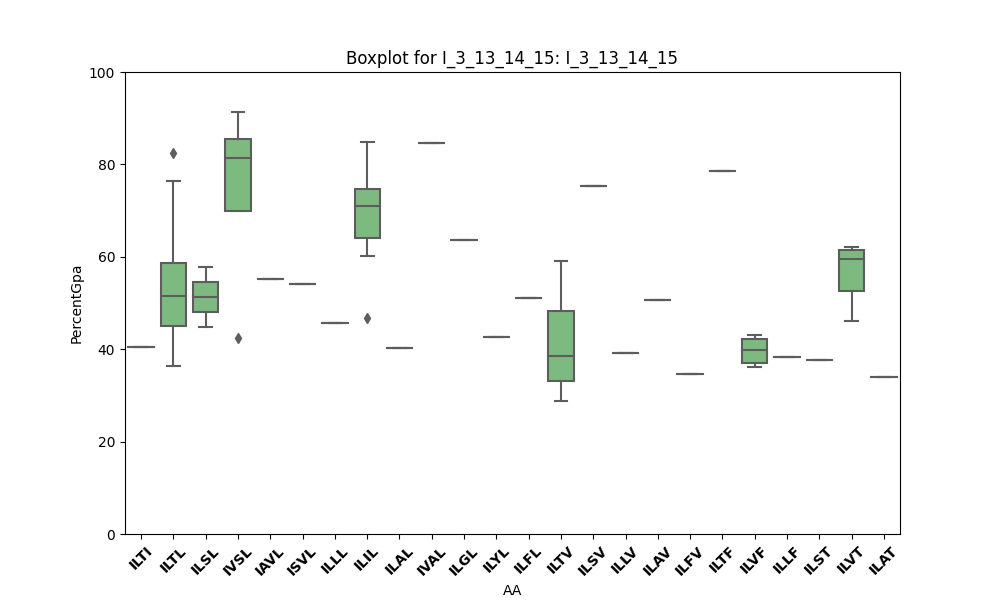 Boxplot for I_3_13_14_15: I_3_13_14_15
100
80
60
40
20
0
PercentGpa
ILTI ILTL ILSL IVSL IAVL ISVL ILLL ILIL ILAL IVAL ILGL ILYL ILFL ILTV ILSV ILLV ILAV ILFV ILTF ILVF ILLF ILST ILVT ILAT
AA